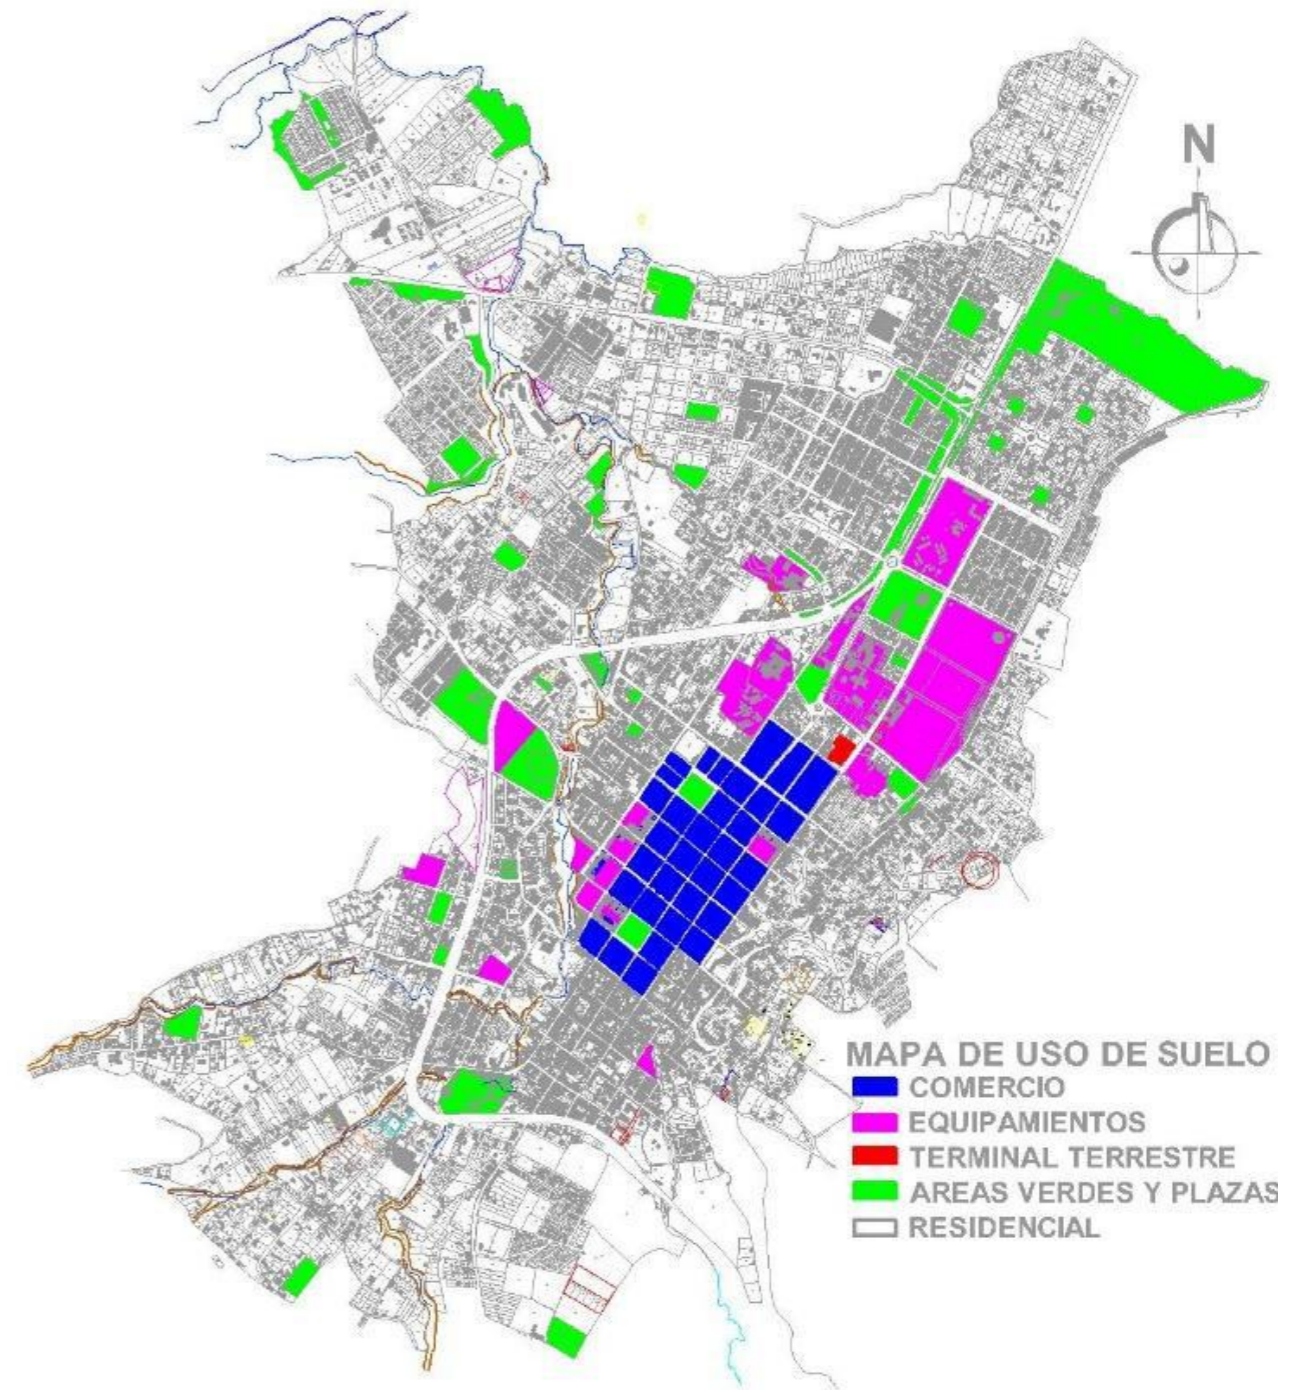 N
MAPA DE USO DE SUELO
COMERCIO
EQUIPAMIENTOS
TERMINAL TERRESTRE
AREAS VERDES Y PLAZAS
RESIDENCIAL